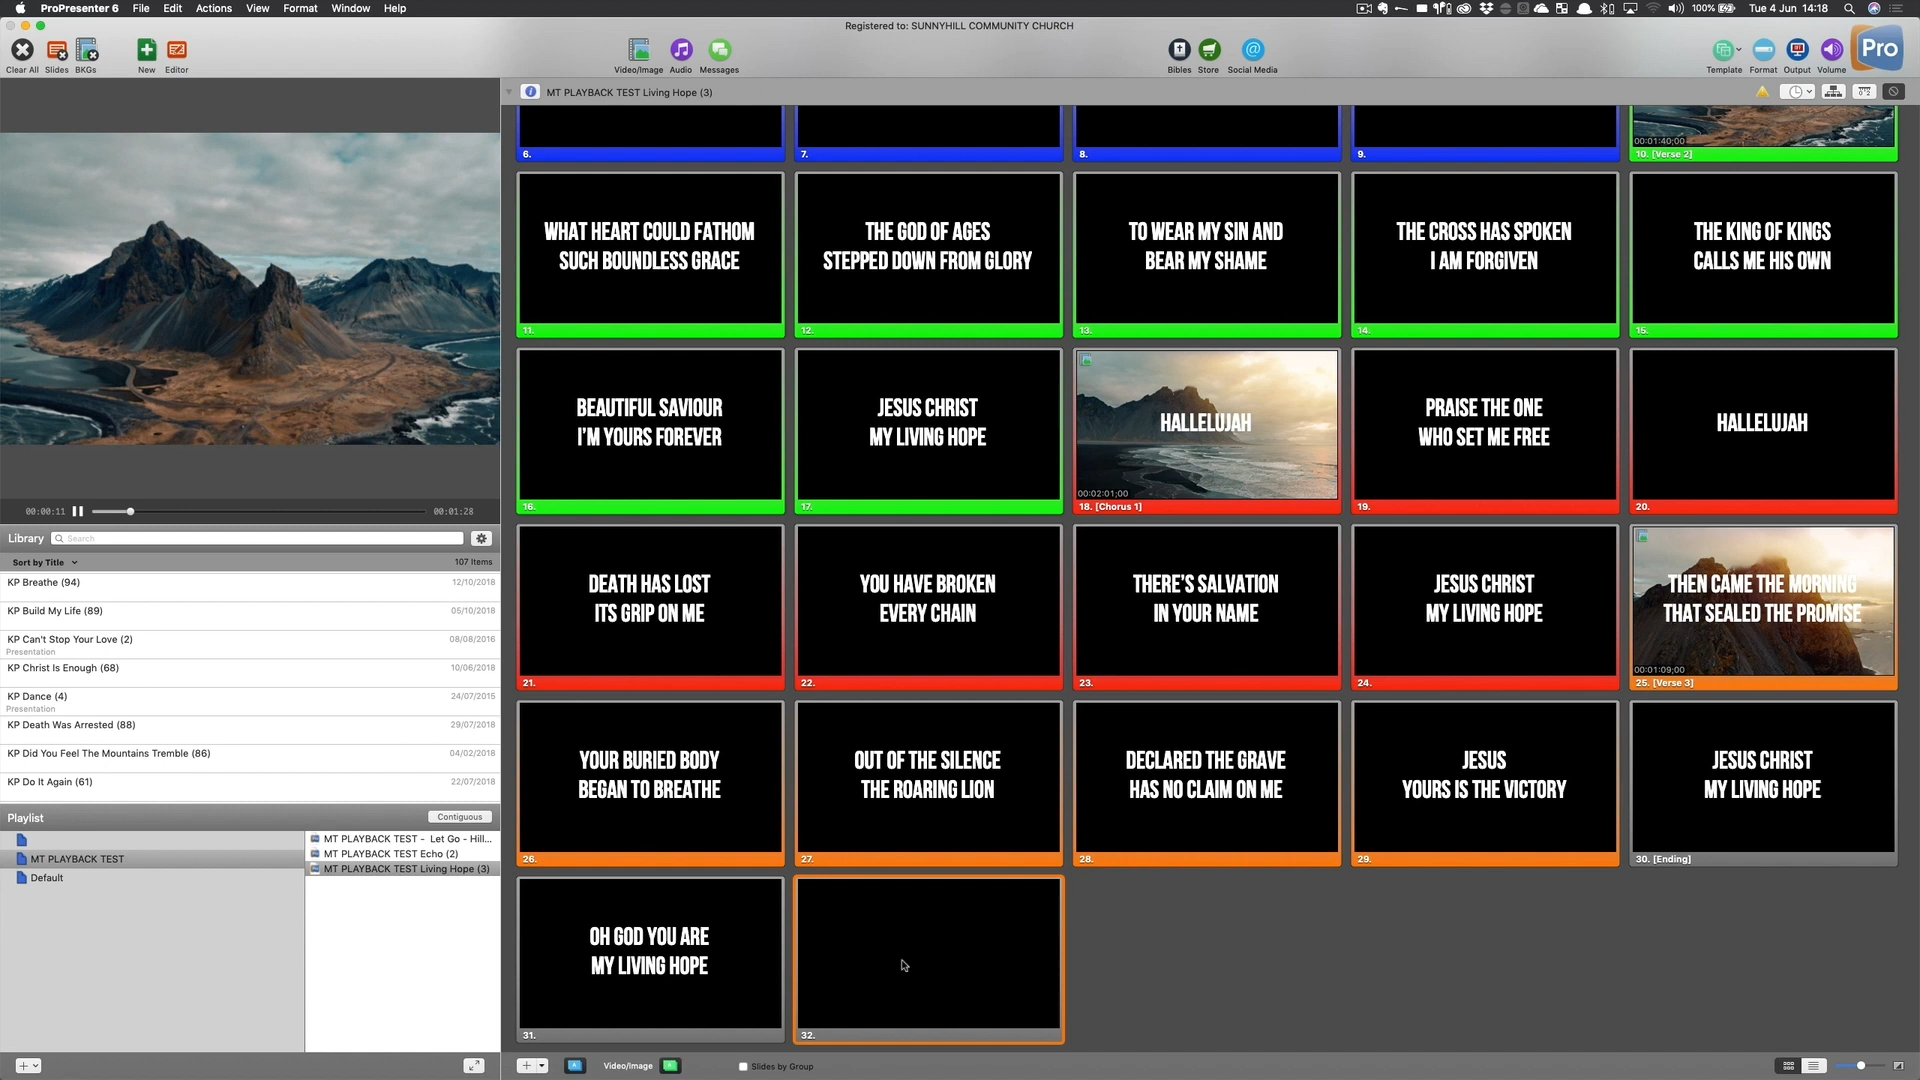 ProPresenter 6 File Edit Actions View Format Window Help
100% Tue 4 Jun 14:18
Registered to: SUNNYHILL COMMUNITY CHURCH
Clear All Slides BKGs New Editor Video/Image Audio Messages Bibles Store Social Media Template Format Output Volume
Pro
MT PLAYBACK TEST Living Hope (3)
00:01:40;00
6. 7. 8. 9. 10. [Verse 2]
WHAT HEART COULD FATHOM
SUCH BOUNDLESS GRACE
11.
THE GOD OF AGES
STEPPED DOWN FROM GLORY
12.
TO WEAR MY SIN AND
BEAR MY SHAME
13.
THE CROSS HAS SPOKEN
I AM FORGIVEN
14.
THE KING OF KINGS
CALLS ME HIS OWN
15.
BEAUTIFUL SAVIOUR
I'M YOURS FOREVER
16.
JESUS CHRIST
MY LIVING HOPE
17.
HALLELUJAH
00:02:01;00
18. [Chorus 1]
PRAISE THE ONE
WHO SET ME FREE
19.
HALLELUJAH
20.
DEATH HAS LOST
ITS GRIP ON ME
21.
YOU HAVE BROKEN
EVERY CHAIN
22.
THERE'S SALVATION
IN YOUR NAME
23.
JESUS CHRIST
MY LIVING HOPE
24.
THEN CAME THE MORNING
THAT SEALED THE PROMISE
00:01:09;00
25. [Verse 3]
YOUR BURIED BODY
BEGAN TO BREATHE
26.
OUT OF THE SILENCE
THE ROARING LION
27.
DECLARED THE GRAVE
HAS NO CLAIM ON ME
28.
JESUS
YOURS IS THE VICTORY
29.
JESUS CHRIST
MY LIVING HOPE
30. [Ending]
OH GOD YOU ARE
MY LIVING HOPE
31.
32.
00:00:11 00:01:28
Library Search
Sort by Title 107 Items
KP Breathe (94) 12/10/2018
KP Build My Life (89) 05/10/2018
KP Can't Stop Your Love (2) 08/08/2016
Presentation
KP Christ Is Enough (68) 10/06/2018
KP Dance (4) 24/07/2015
Presentation
KP Death Was Arrested (88) 29/07/2018
KP Did You Feel The Mountains Tremble (86) 04/02/2018
KP Do It Again (61) 22/07/2018
Playlist Contiguous
MT PLAYBACK TEST
Default
MT PLAYBACK TEST - Let Go - Hill...
MT PLAYBACK TEST Echo (2)
MT PLAYBACK TEST Living Hope (3)
Video/Image Slides by Group